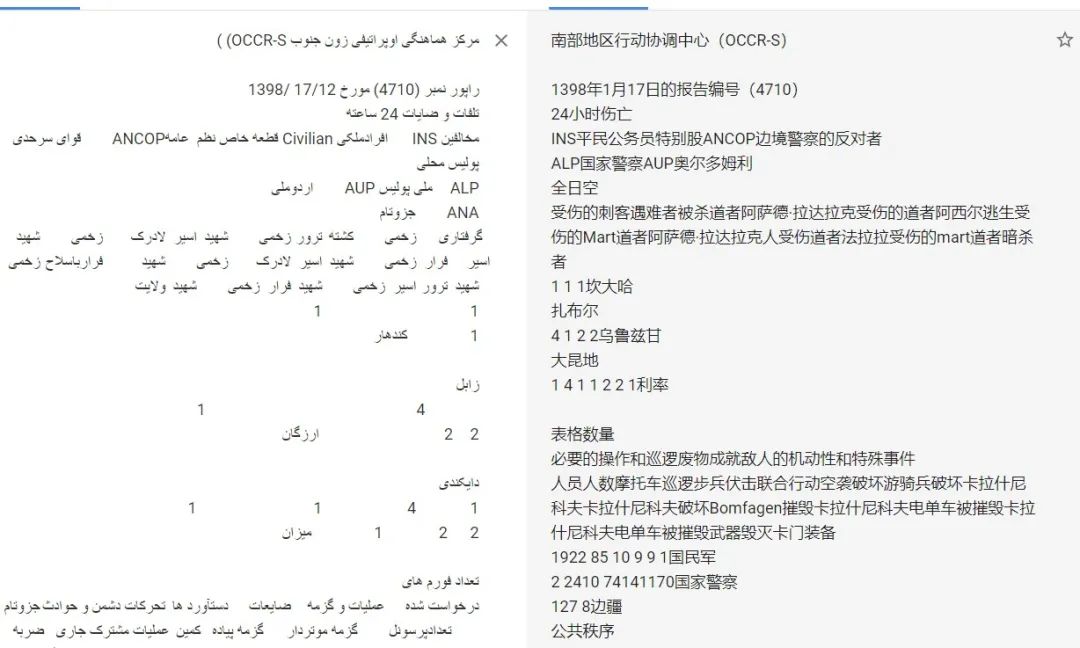 مرکز هماهنگی اوپراتیفی زون جنوب OCCR-S) )
راپور نمبر (4710) مورخ 17/12 /1398
تلفات و ضایات 24 ساعته
مخالفین INS افرادملکی Civilian قطعه خاص نظم عامهANCOP قوای سرحدی
پولیس محلی
ALP ملی پولیس AUP اردوملی
ANA جزوتام
گرفتاری زخمی کشته ترور زخمی شهید اسیر لادرک زخمی شهید
اسیر فرار زخمی شهید اسیر لادرک زخمی شهید فرارباسلاح زخمی
شهید ترور اسیر زخمی شهید فرار زخمی شهید ولایت
1 1
1 کندهار
زابل
4 1
2 2 ارزگان
دایکندی
1 4 1 1
2 2 1 میزان
تعداد فورم های
درخواست شده عملیات و گزمه ضایعات دستآورد ها تحرکات دشمن و حوادث جزوتام
تعدادپرسونل گزمه موتردار گزمه پیاده کمین عملیات مشترک جاری ضربه
南部地区行动协调中心（OCCR-S）
1398年1月17日的报告编号（4710）
24小时伤亡
INS平民公务员特别股ANCOP边境警察的反对者
ALP国家警察AUP奥尔多姆利
全日空
受伤的刺客遇难者被杀道者阿萨德·拉达拉克受伤的道者阿西尔逃生受
伤的Mart道者阿萨德·拉达拉克人受伤道者法拉拉受伤的mart道者暗杀
者
1 1 1坎大哈
扎布尔
4 1 2 2乌鲁兹甘
大昆地
1 4 1 1 2 2 1利率
表格数量
必要的操作和巡逻废物成就敌人的机动性和特殊事件
人员人数摩托车巡逻步兵伏击联合行动空袭破坏游骑兵破坏卡拉什尼
科夫卡拉什尼科夫破坏Bomfagen摧毁卡拉什尼科夫电单车被摧毁卡拉
什尼科夫电单车被摧毁武器毁灭卡门装备
1922 85 10 9 9 1国民军
2 2410 74141170国家警察
127 8边疆
公共秩序